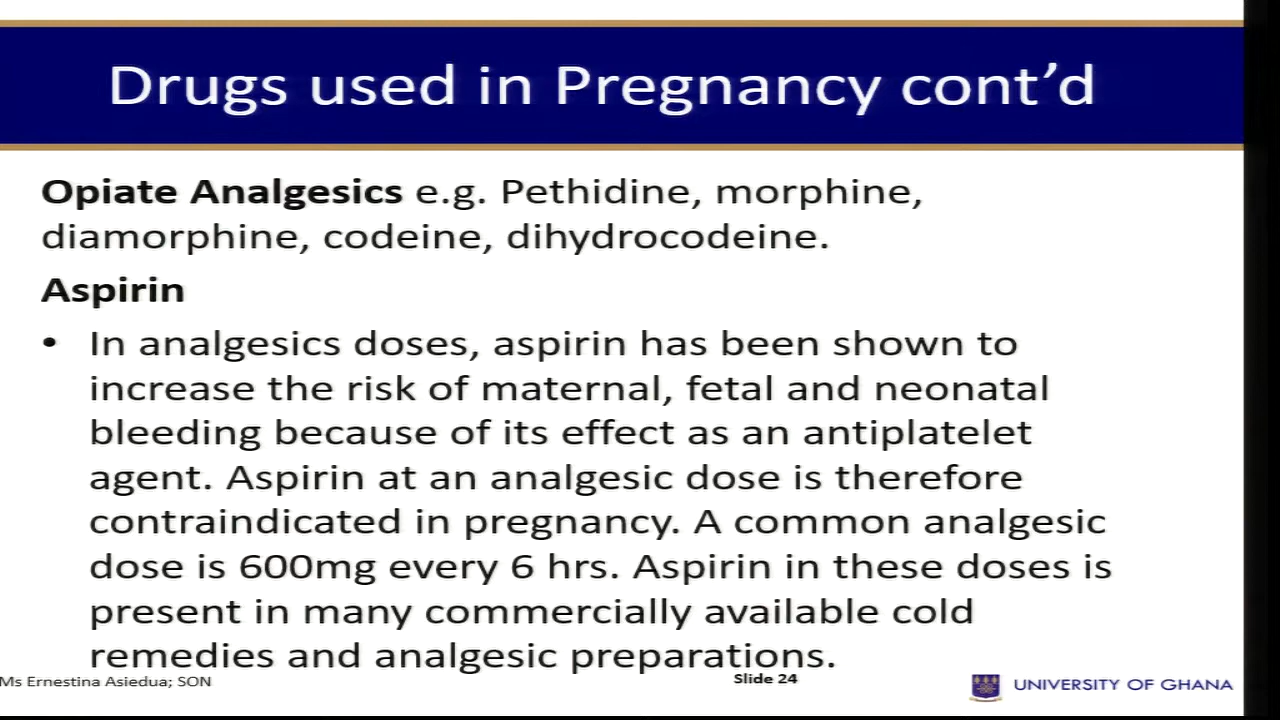 Drugs used in Pregnancy cont’d
Opiate Analgesics e.g. Pethidine, morphine,
diamorphine, codeine, dihydrocodeine.
Aspirin
• In analgesics doses, aspirin has been shown to
increase the risk of maternal, fetal and neonatal
bleeding because of its effect as an antiplatelet
agent. Aspirin at an analgesic dose is therefore
contraindicated in pregnancy. A common analgesic
dose is 600mg every 6 hrs. Aspirin in these doses is
present in many commercially available cold
remedies and analgesic preparations.
Ms Ernestina Asiedua; SON
Slide 24
UNIVERSITY OF GHANA